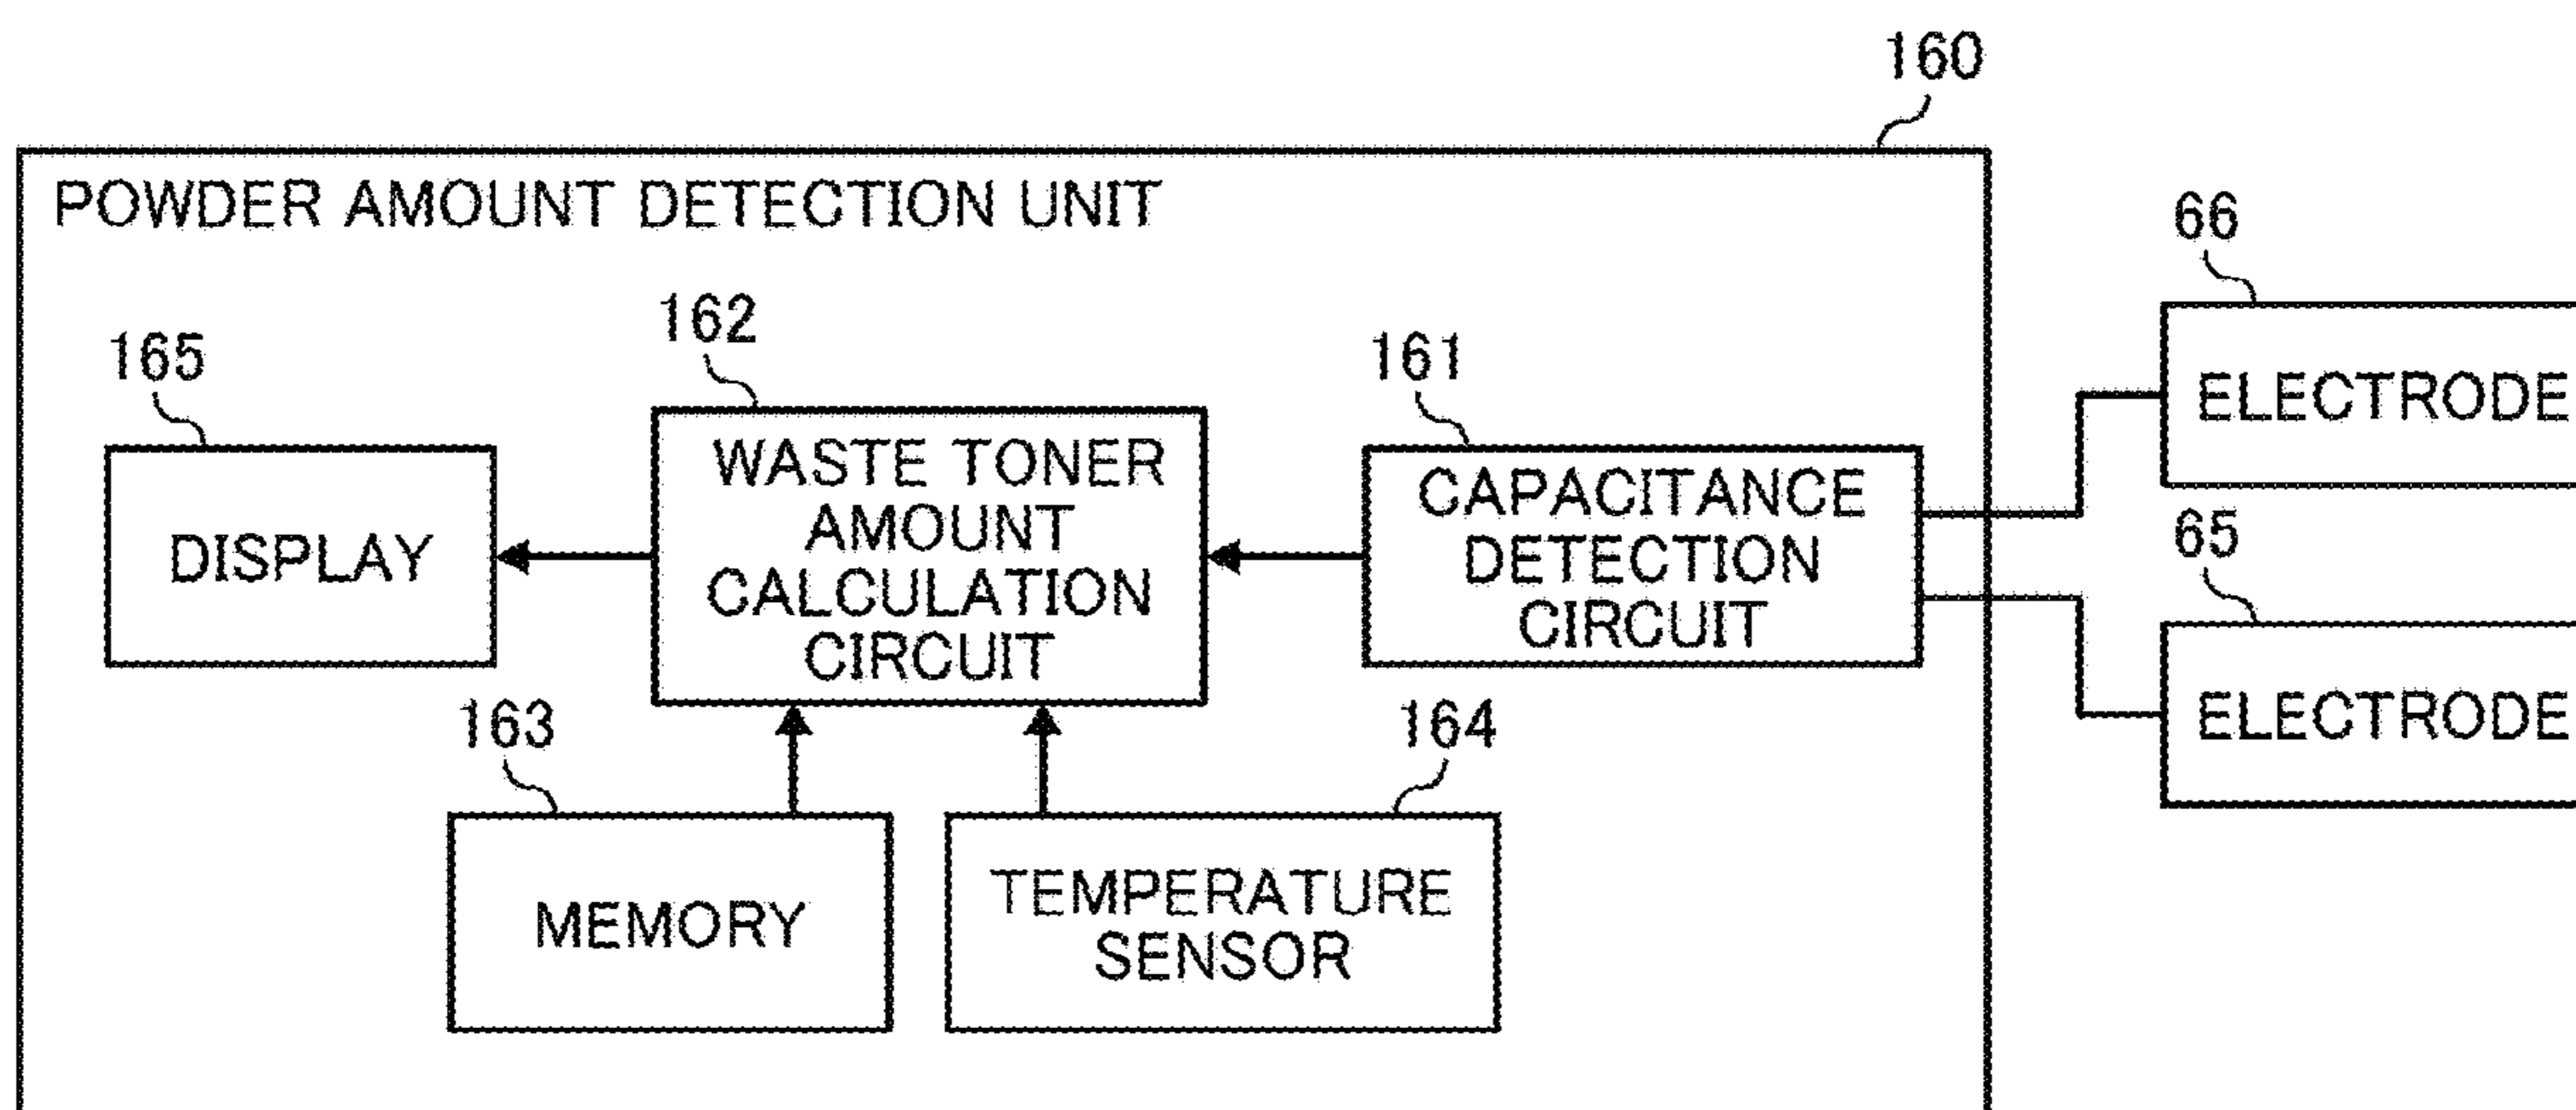 160
POWDER AMOUNT DETECTION UNIT
66
ELECTRODE
162
165
161
WASTE TONER
AMOUNT
CALCULATION
CIRCUIT
CAPACITANCE
DETECTION
CIRCUIT
DISPLAY
65
ELECTRODE
163
164
MEMORY
TEMPERATURE
SENSOR